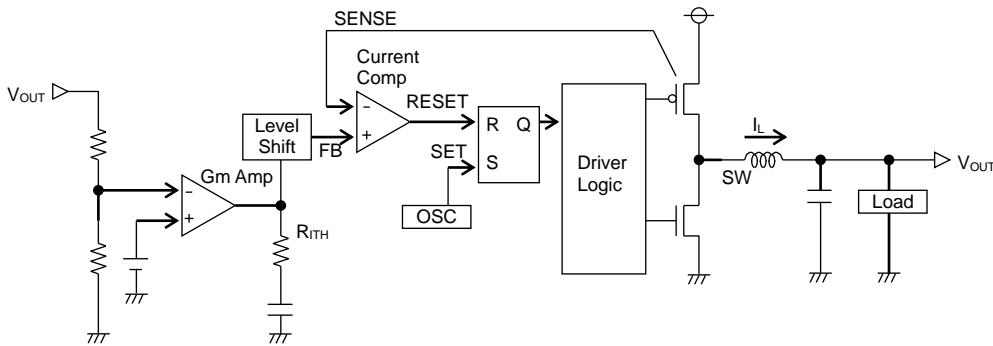 SENSE
Current
Comp
VOUT
−
+
RESET
Level
Shift
FB
SET
R Q
S
Driver
Logic
IL
VOUT
SW
Gm Amp
−
+
OSC
Load
RITH